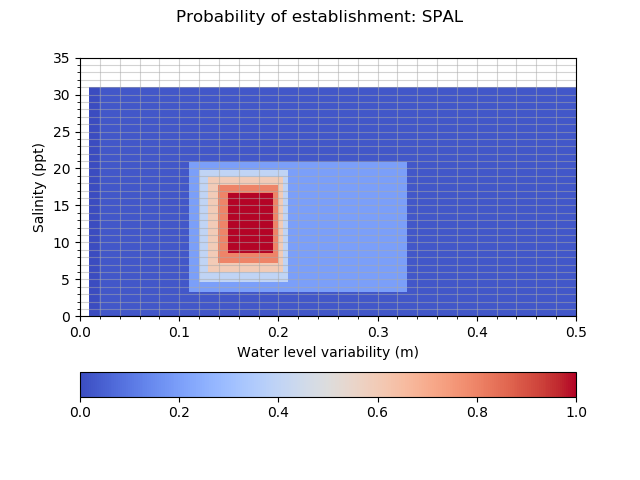 Probability of establishment: SPAL
35
30
25
20
15
10
5
0
Salinity (ppt)
0.0 0.1 0.2 0.3 0.4 0.5
Water level variability (m)
0.0 0.2 0.4 0.6 0.8 1.0